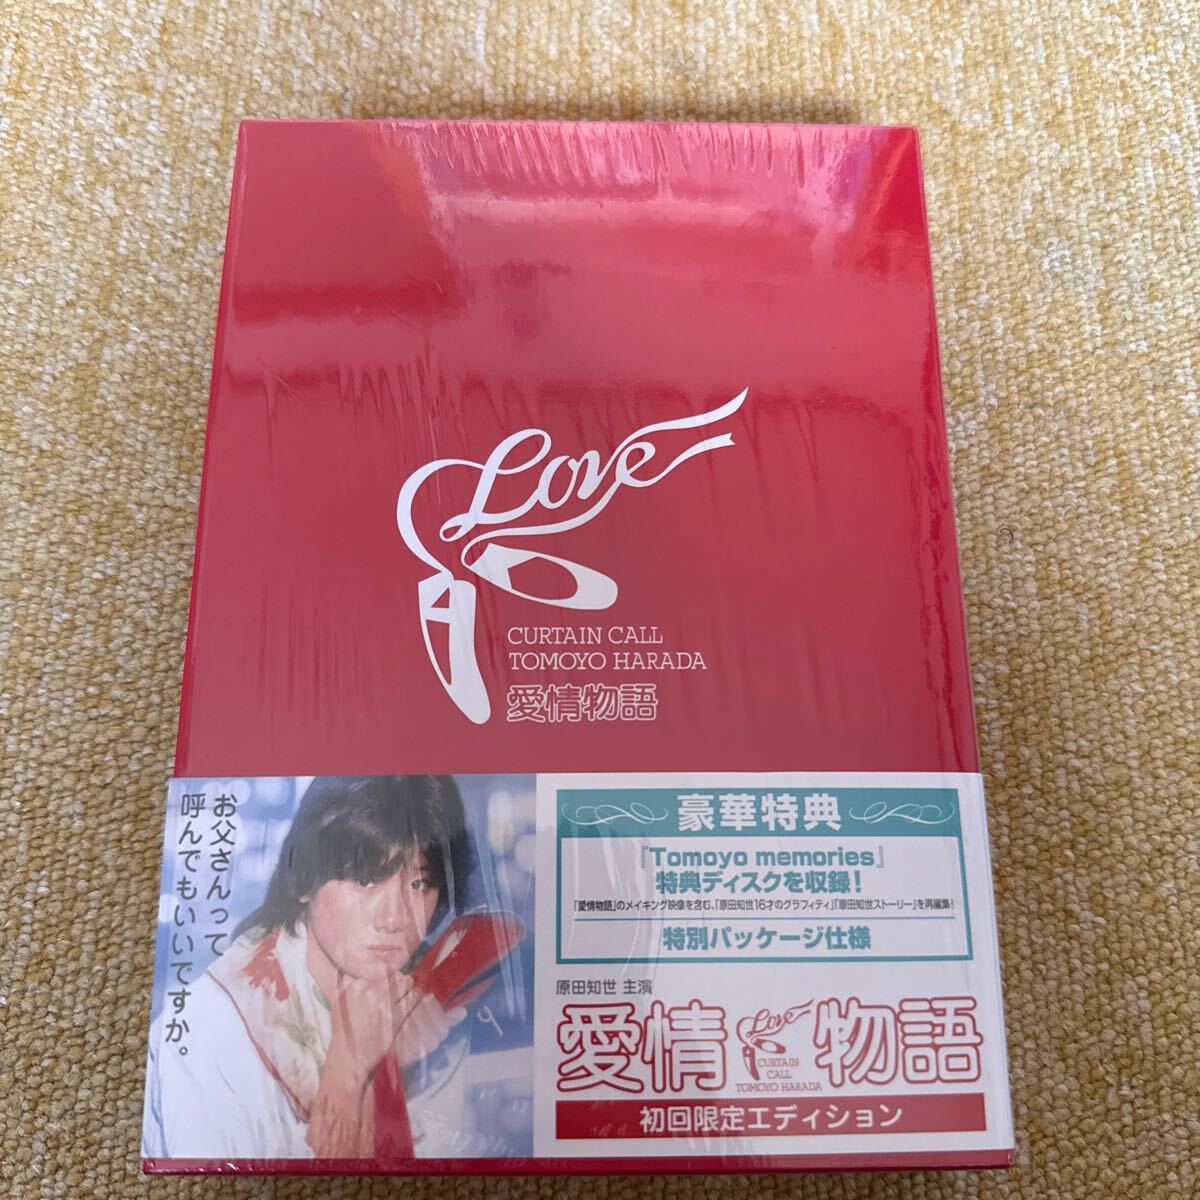 Love
CURTAIN CALL
TOMOYO HARADA
愛情物語
お父さんって
呼んでもいいですか。
豪華特典
『Tomoyo memories』
特典ディスクを収録！
「愛情物語」のメイキング映像を含む、「原田知世16才のグラフィティ」「原田知世ストーリー」を再編集！
特別パッケージ仕様
原田知世 主演
愛情物語
Love
CURTAIN
CALL
TOMOYO HARADA
初回限定エディション